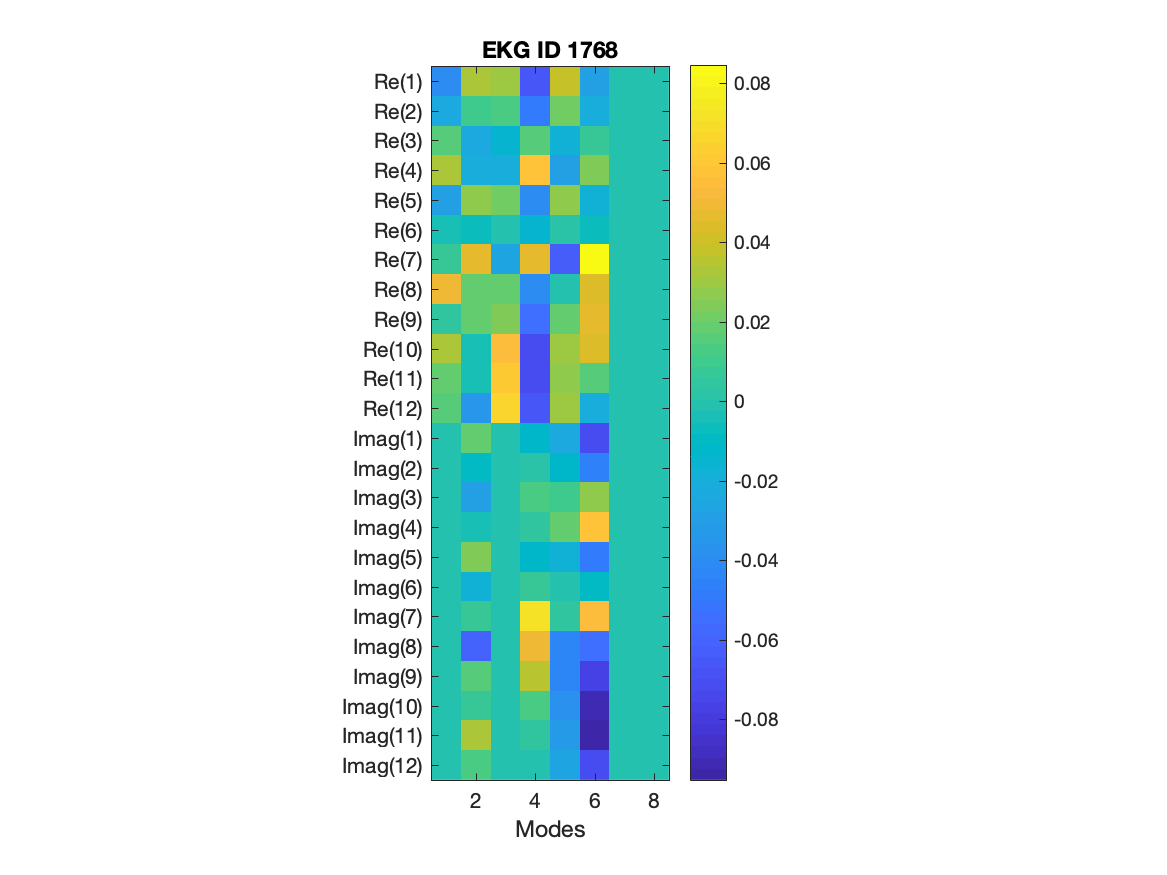 EKG ID 1768
Re(1)
Re(2)
Re(3)
Re(4)
Re(5)
Re(6)
Re(7)
Re(8)
Re(9)
Re(10)
Re(11)
Re(12)
Imag(1)
Imag(2)
Imag(3)
Imag(4)
Imag(5)
Imag(6)
Imag(7)
Imag(8)
Imag(9)
Imag(10)
Imag(11)
Imag(12)
2 4 6 8
Modes
0.08
0.06
0.04
0.02
0
-0.02
-0.04
-0.06
-0.08